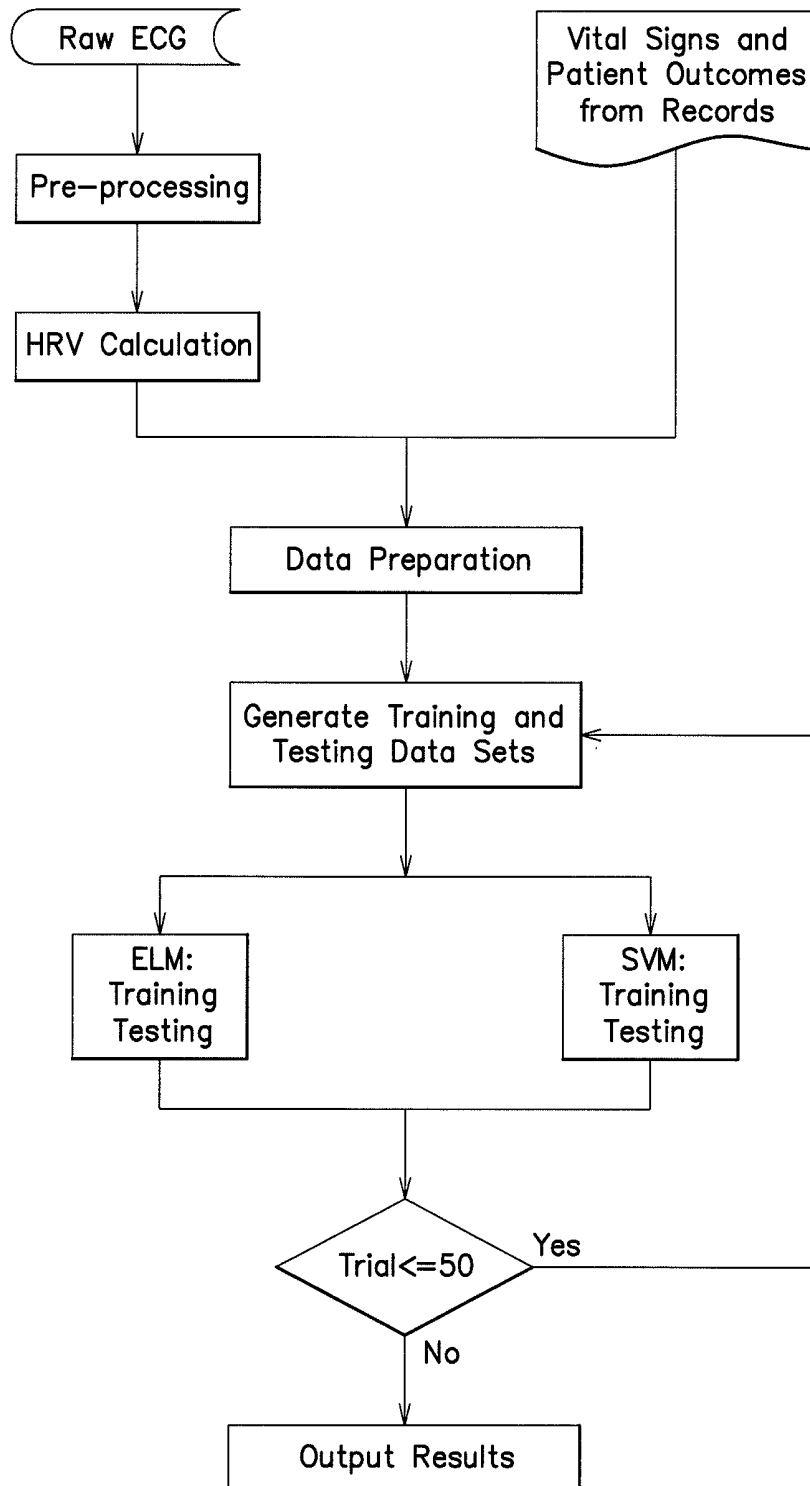 Raw ECG
Vital Signs and
Patient Outcomes
from Records
Pre-processing
HRV Calculation
Data Preparation
Generate Training and
Testing Data Sets
ELM:
Training
Testing
SVM:
Training
Testing
Trial<=50
Yes
No
Output Results